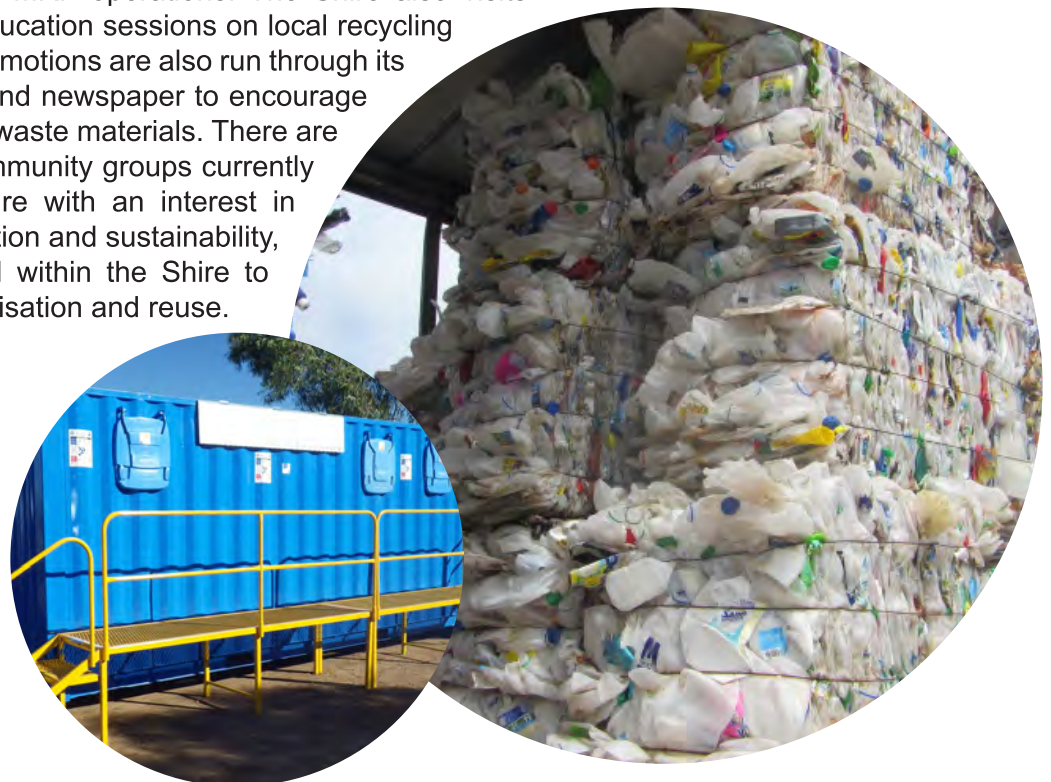 ucation sessions on local recycling
motions are also run through its
nd newspaper to encourage
waste materials. There are
mmunity groups currently
re with an interest in
tion and sustainability,
within the Shire to
isation and reuse.